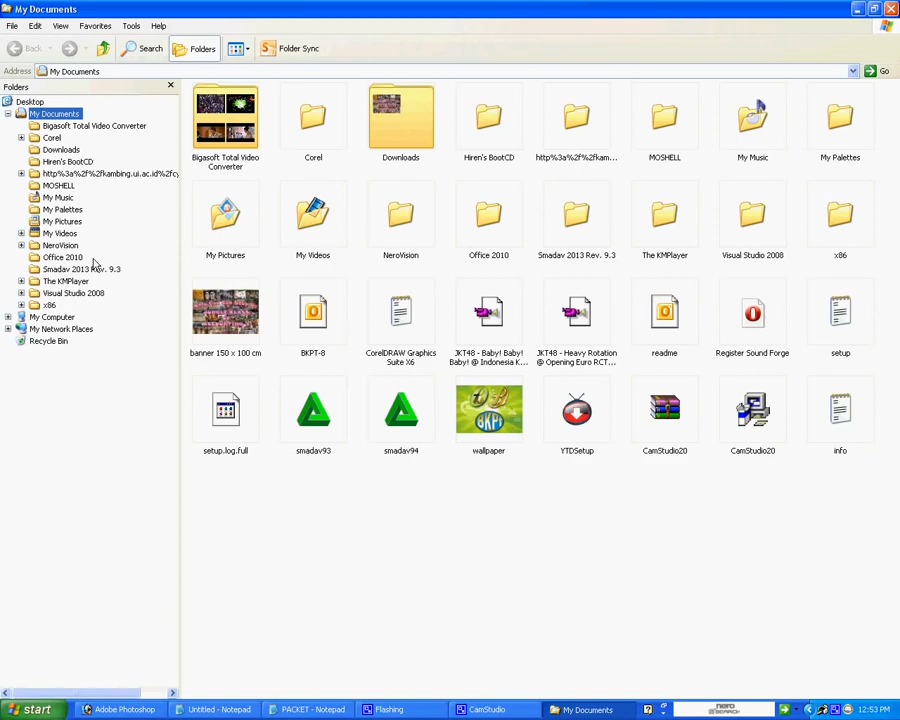 My Documents
File Edit View Favorites Tools Help
Back Search Folders Folder Sync
Address My Documents Go
Folders
Desktop
My Documents
Bigasoft Total Video Converter
Corel
Downloads
Hiren's BootCD
http%3a%2f%2fkambing.ui.ac.id%2fcy
MOSHELL
My Music
My Palettes
My Pictures
My Videos
NeroVision
Office 2010
Smadav 2013 Rev. 9.3
The KMPlayer
Visual Studio 2008
x86
My Computer
My Network Places
Recycle Bin
Bigasoft Total Video Converter
Corel
Downloads
Hiren's BootCD
http%3a%2f%2fkam...
MOSHELL
My Music
My Palettes
My Pictures
My Videos
NeroVision
Office 2010
Smadav 2013 Rev. 9.3
The KMPlayer
Visual Studio 2008
x86
banner 150 x 100 cm
BKPT-8
CorelDRAW Graphics Suite X6
JKT48 - Baby! Baby! Baby! @ Indonesia K...
JKT48 - Heavy Rotation @ Opening Euro RCT...
readme
Register Sound Forge
setup
setup.log.full
smadav93
smadav94
wallpaper
YTDSetup
CamStudio20
CamStudio20
info
start Adobe Photoshop Untitled - Notepad PACKET - Notepad Flashing CamStudio My Documents nero SEARCH 12:53 PM